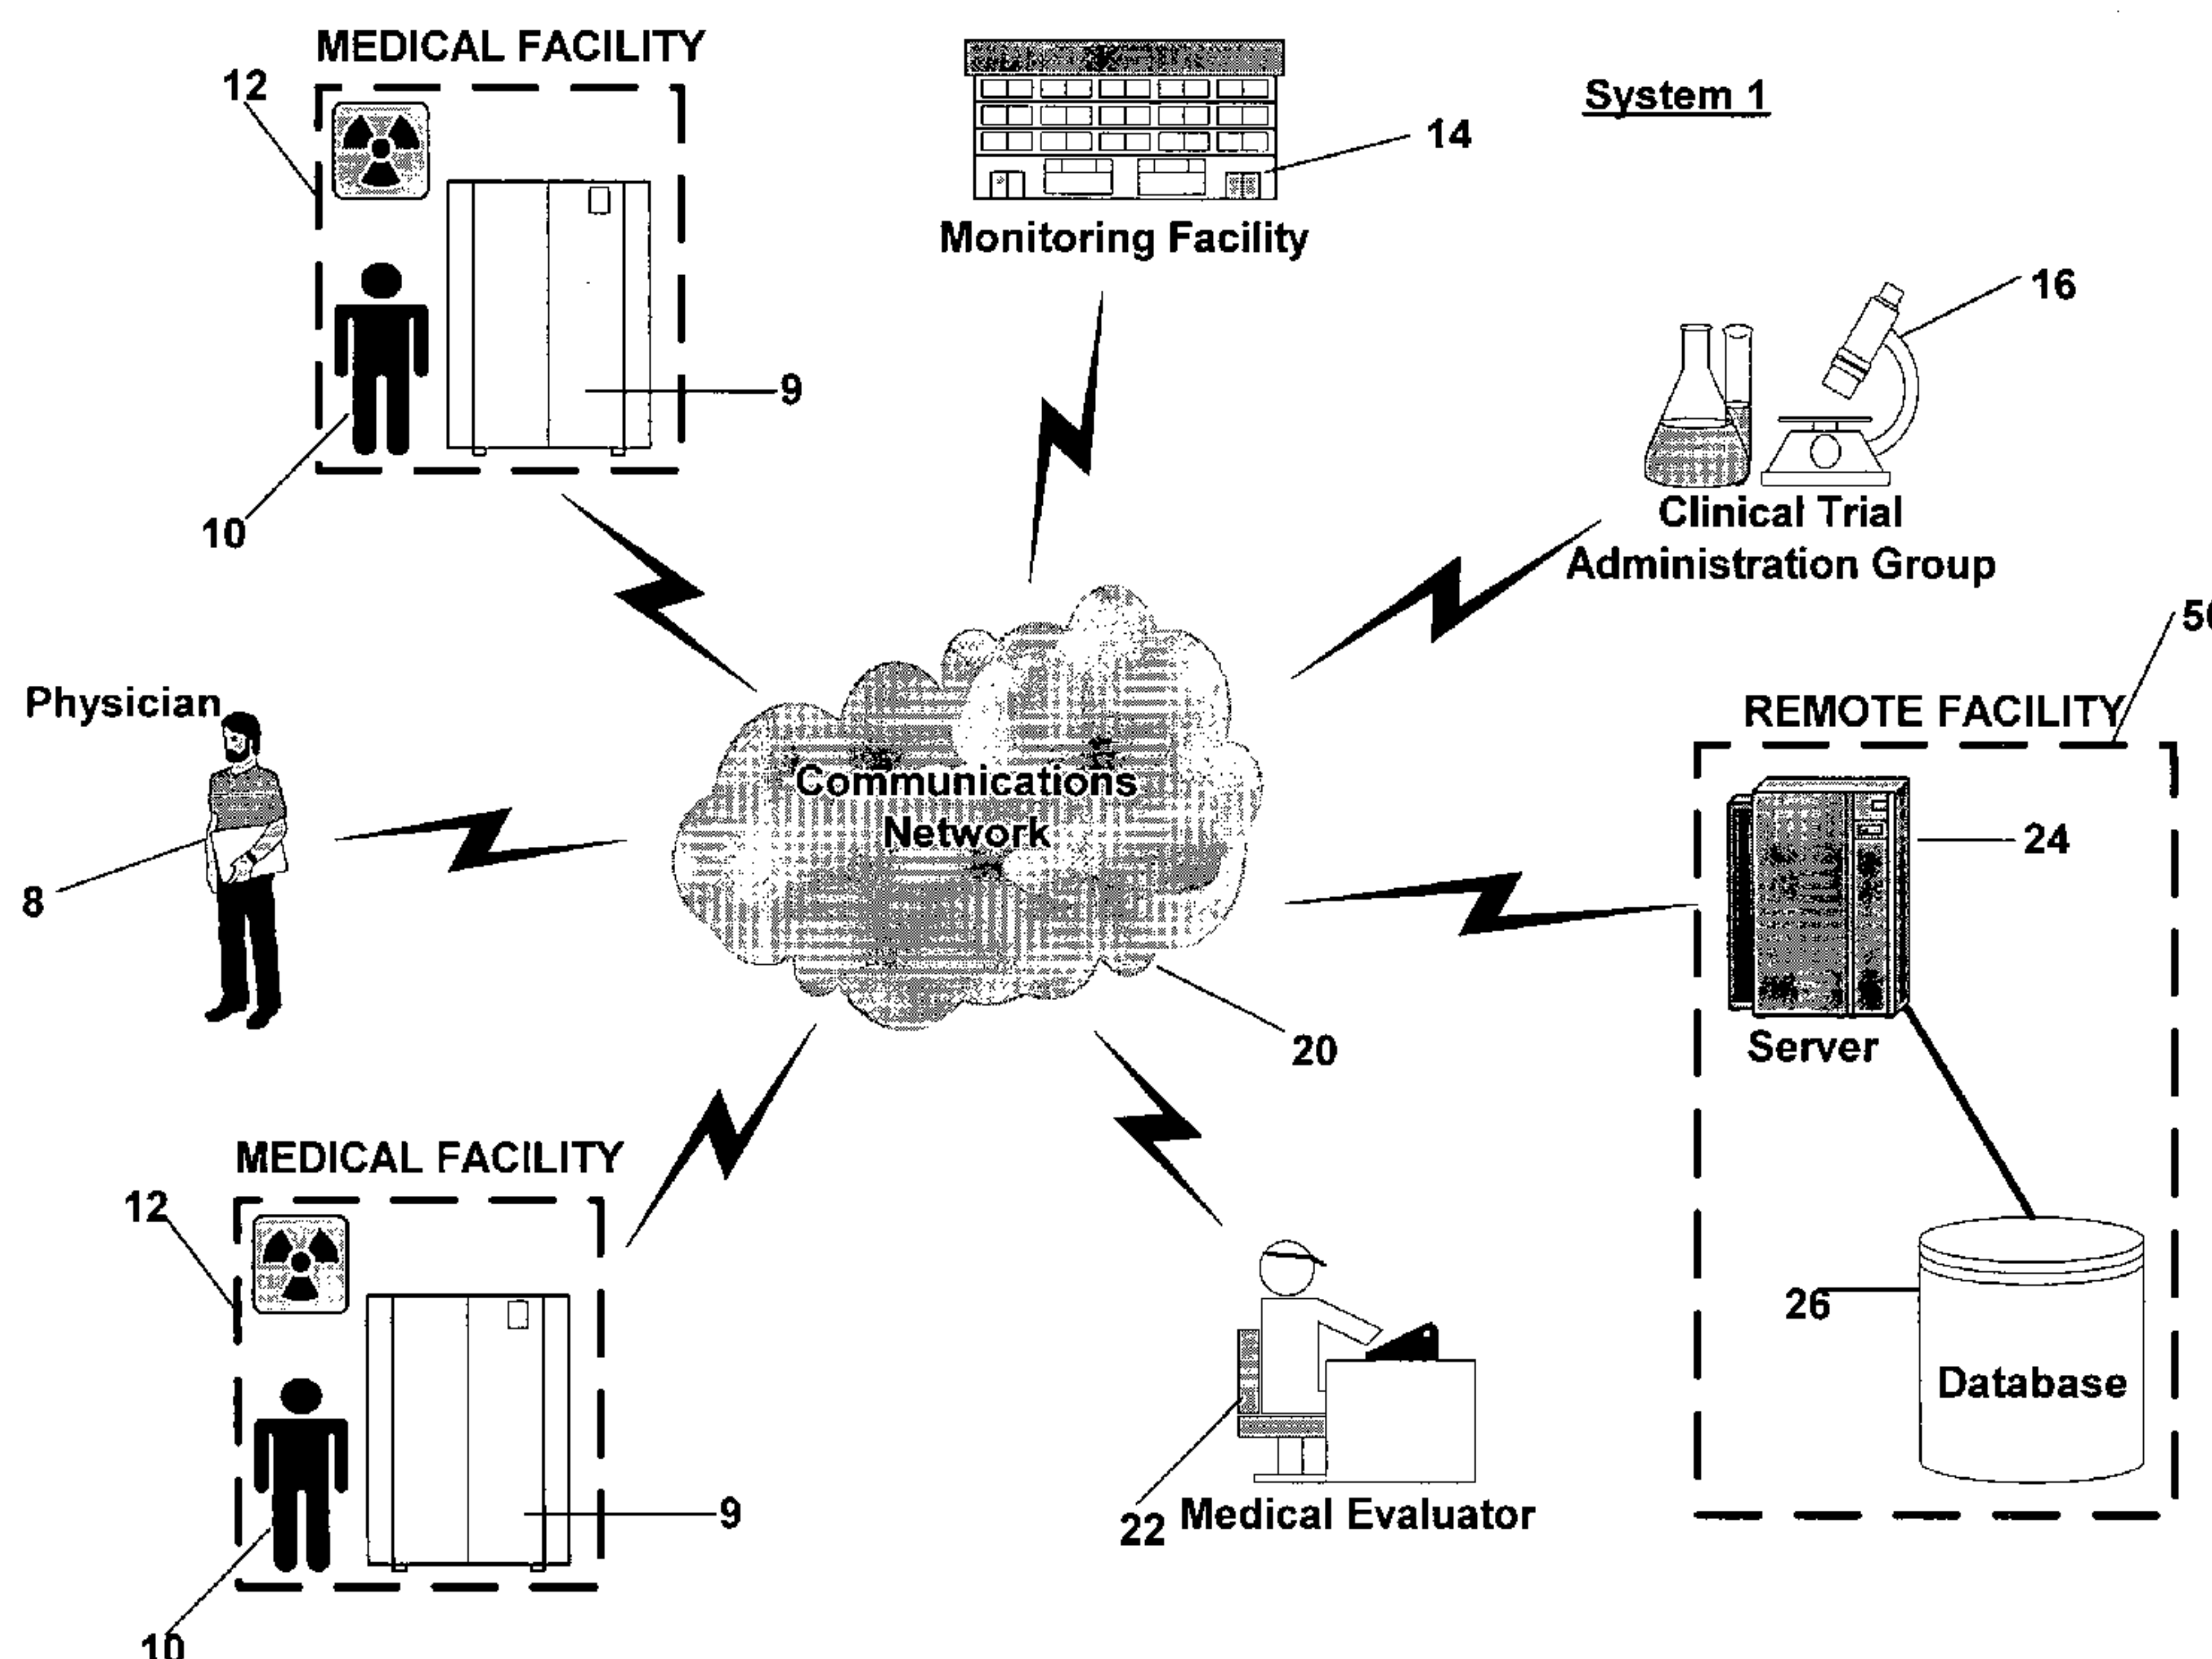 MEDICAL FACILITY
12
System 1
14
Monitoring Facility
16
9
10
Clinical Trial
Administration Group
Physician
REMOTE FACILITY
Communications
Network
24
8
Server
20
MEDICAL FACILITY
12
26
Database
9
22 Medical Evaluator
10